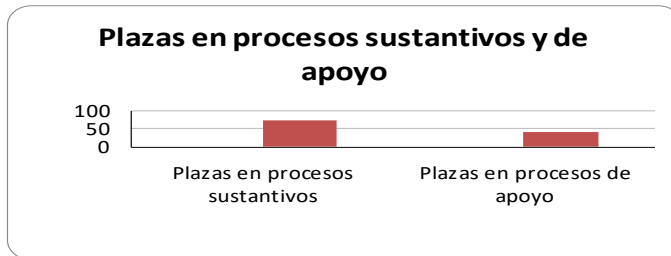 Plazas en procesos sustantivos y de
apoyo
100
50
0
Plazas en procesos
sustantivos
Plazas en procesos de
apoyo